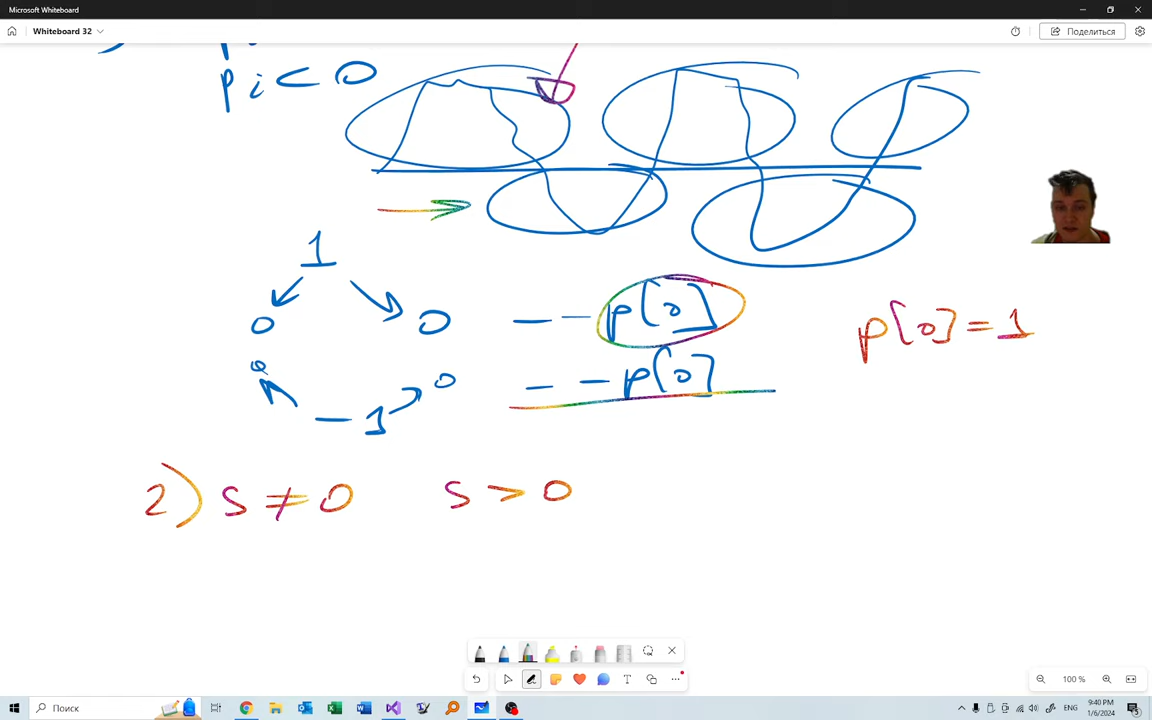 Microsoft Whiteboard
Whiteboard 32
Поделиться
p i < 0
1
0 0
0 0
- 1
- - p[0]
- - p[0]
p[0] = 1
2) S ≠ 0 S > 0
100 %
Поиск
ENG
9:40 PM
1/6/2024